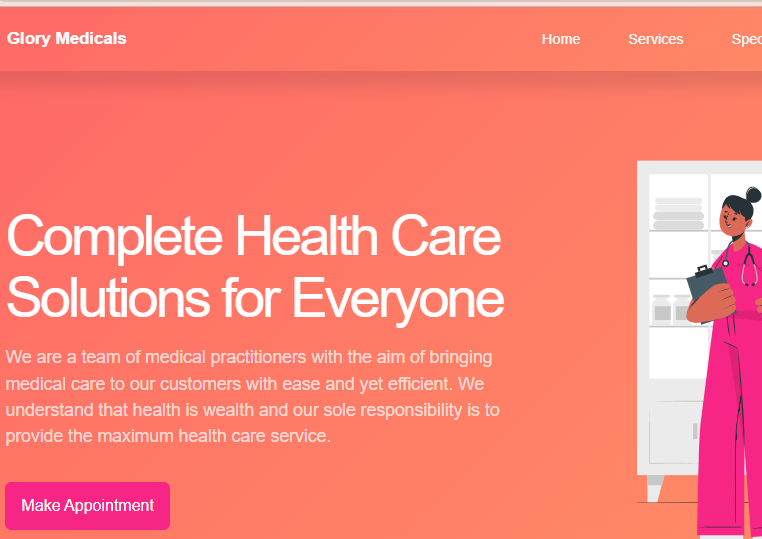 Glory Medicals
Home Services
Complete Health Care
Solutions for Everyone
We are a team of medical practitioners with the aim of bringing
medical care to our customers with ease and yet efficient. We
understand that health is wealth and our sole responsibility is to
provide the maximum health care service.
Make Appointment